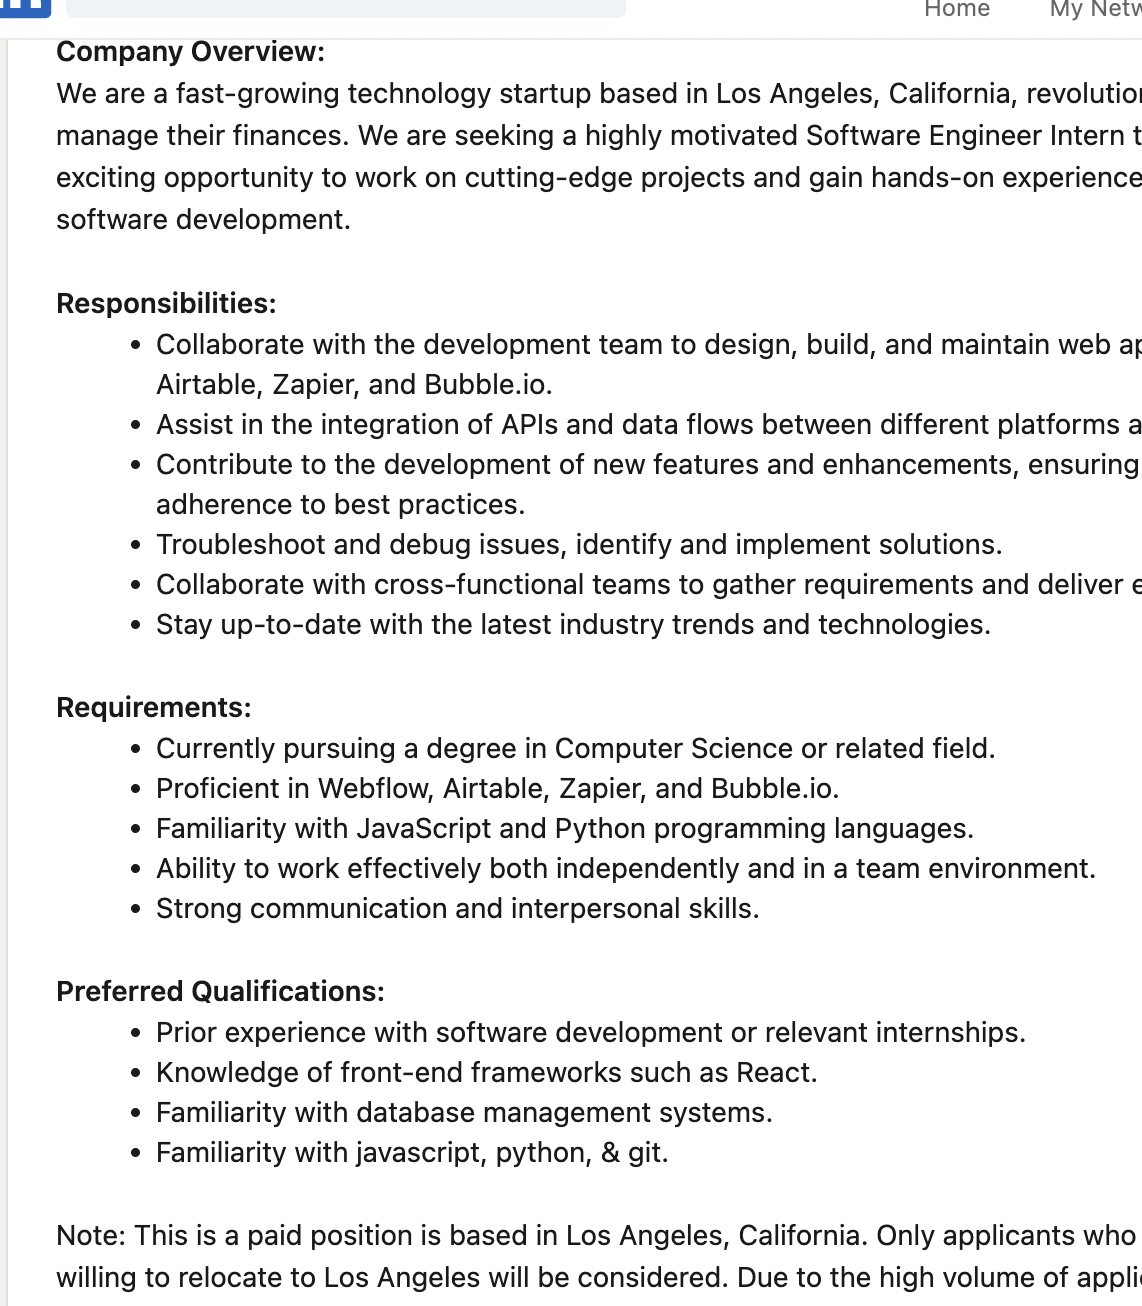 Home My Netw
Company Overview:
We are a fast-growing technology startup based in Los Angeles, California, revolution
manage their finances. We are seeking a highly motivated Software Engineer Intern t
exciting opportunity to work on cutting-edge projects and gain hands-on experience
software development.
Responsibilities:
• Collaborate with the development team to design, build, and maintain web ap
Airtable, Zapier, and Bubble.io.
• Assist in the integration of APIs and data flows between different platforms a
• Contribute to the development of new features and enhancements, ensuring
adherence to best practices.
• Troubleshoot and debug issues, identify and implement solutions.
• Collaborate with cross-functional teams to gather requirements and deliver e
• Stay up-to-date with the latest industry trends and technologies.
Requirements:
• Currently pursuing a degree in Computer Science or related field.
• Proficient in Webflow, Airtable, Zapier, and Bubble.io.
• Familiarity with JavaScript and Python programming languages.
• Ability to work effectively both independently and in a team environment.
• Strong communication and interpersonal skills.
Preferred Qualifications:
• Prior experience with software development or relevant internships.
• Knowledge of front-end frameworks such as React.
• Familiarity with database management systems.
• Familiarity with javascript, python, & git.
Note: This is a paid position is based in Los Angeles, California. Only applicants who
willing to relocate to Los Angeles will be considered. Due to the high volume of applic